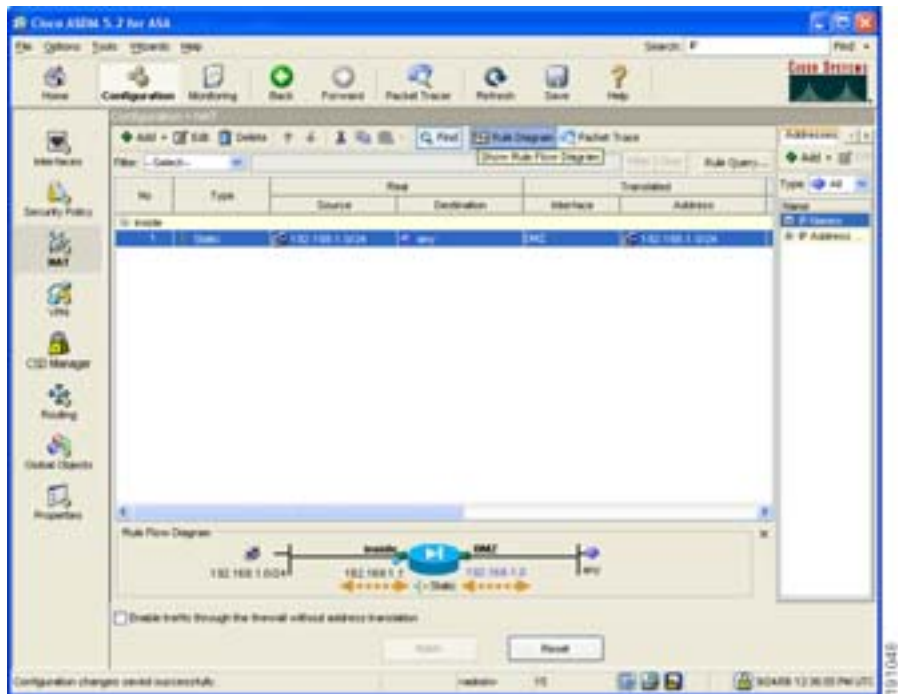 Cisco ASDM 5.2 for ASA
File Options Tools Wizards Help Search: Find
Home Configuration Monitoring Back Forward Packet Tracer Refresh Save Help
Cisco Systems
Configuration > NAT
Add Edit Delete Find Rule Diagram Packet Trace
Filter: --Select-- Rule Query...
Show Rule Flow Diagram
Addresses
Add
Type: All
Name
IP Names
IP Address ...
No Type Real Translated
Source Destination Interface Address
inside
1 Static 192.168.1.0/24 any DMZ 192.168.1.0/24
Interfaces
Security Policy
NAT
VPN
CSD Manager
Routing
Global Objects
Properties
Rule Flow Diagram
inside DMZ
192.168.1.0/24 192.168.1.1 192.168.1.0 any
Static
Enable traffic through the firewall without address translation
Apply Reset
Configuration changes saved successfully. 15
191048